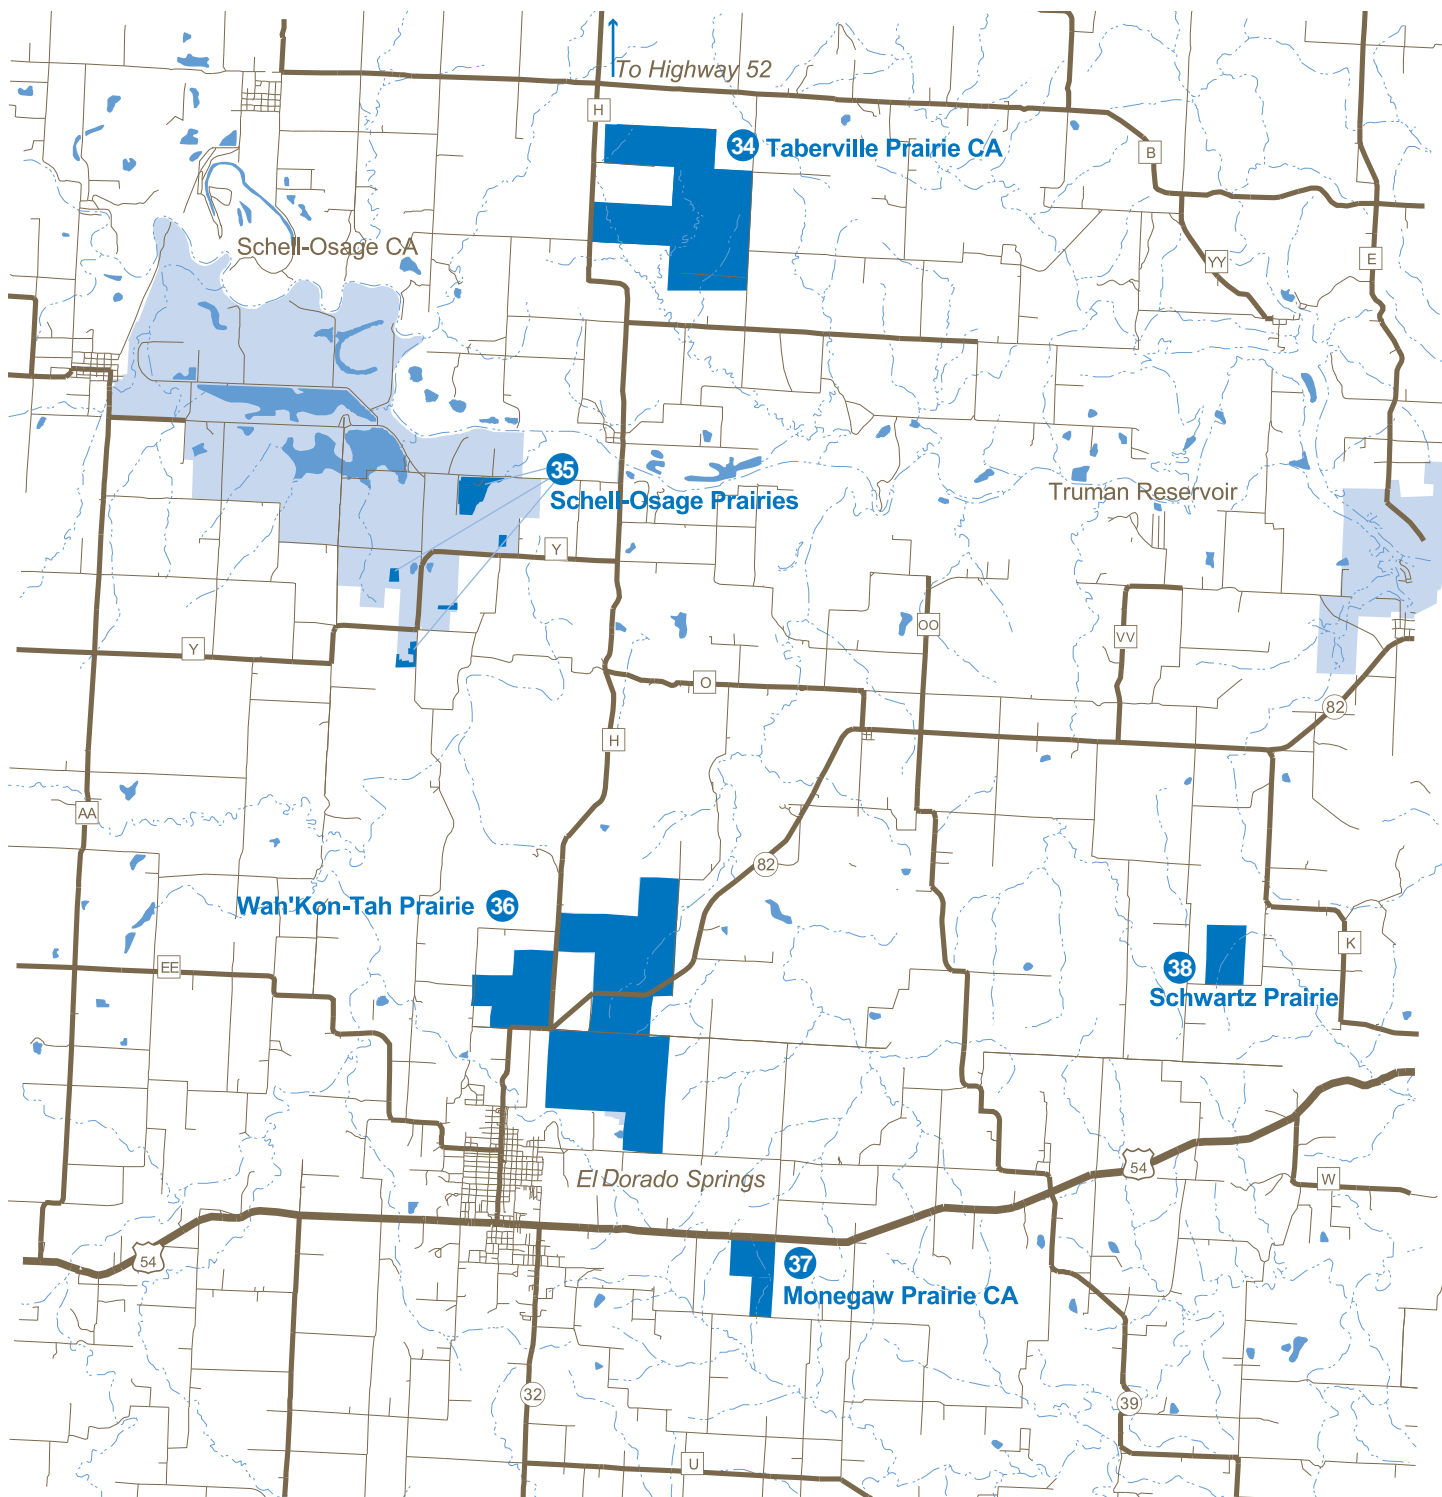 To Highway 52
H
34 Taberville Prairie CA
B
Schell-Osage CA
YY
E
35
Schell-Osage Prairies
Truman Reservoir
Y
OO
VV
Y
O
82
H
AA
82
Wah'Kon-Tah Prairie 36
K
EE
38
Schwartz Prairie
54
El Dorado Springs
W
54
37
Monegaw Prairie CA
32
39
U